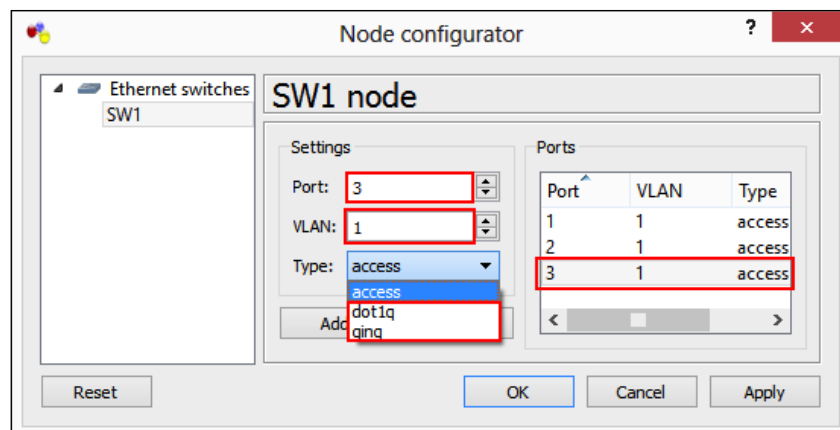 Node configurator
?
Ethernet switches
SW1
SW1 node
Settings
Port: 3
VLAN: 1
Type: access
access
dot1q
qinq
Add
Ports
Port VLAN Type
1 1 access
2 1 access
3 1 access
Reset
OK
Cancel
Apply